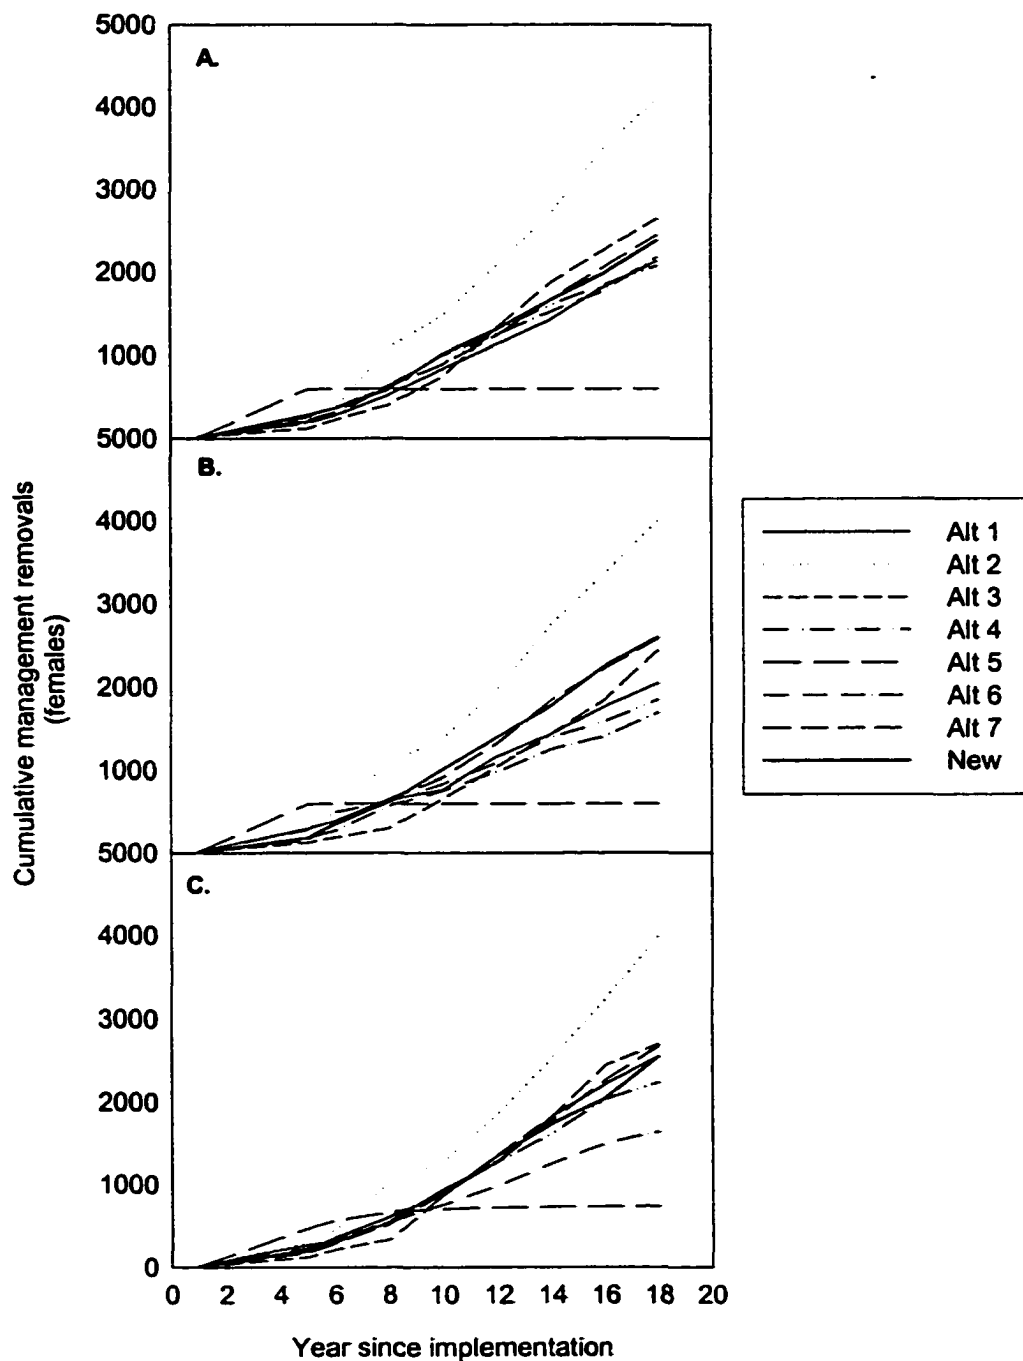 5000
A.
4000
3000
2000
1000
5000
B.
4000
3000
2000
1000
5000
C.
4000
3000
2000
1000
0
0 2 4 6 8 10 12 14 16 18 20
Year since implementation
Cumulative management removals
(females)
Alt 1
Alt 2
Alt 3
Alt 4
Alt 5
Alt 6
Alt 7
New